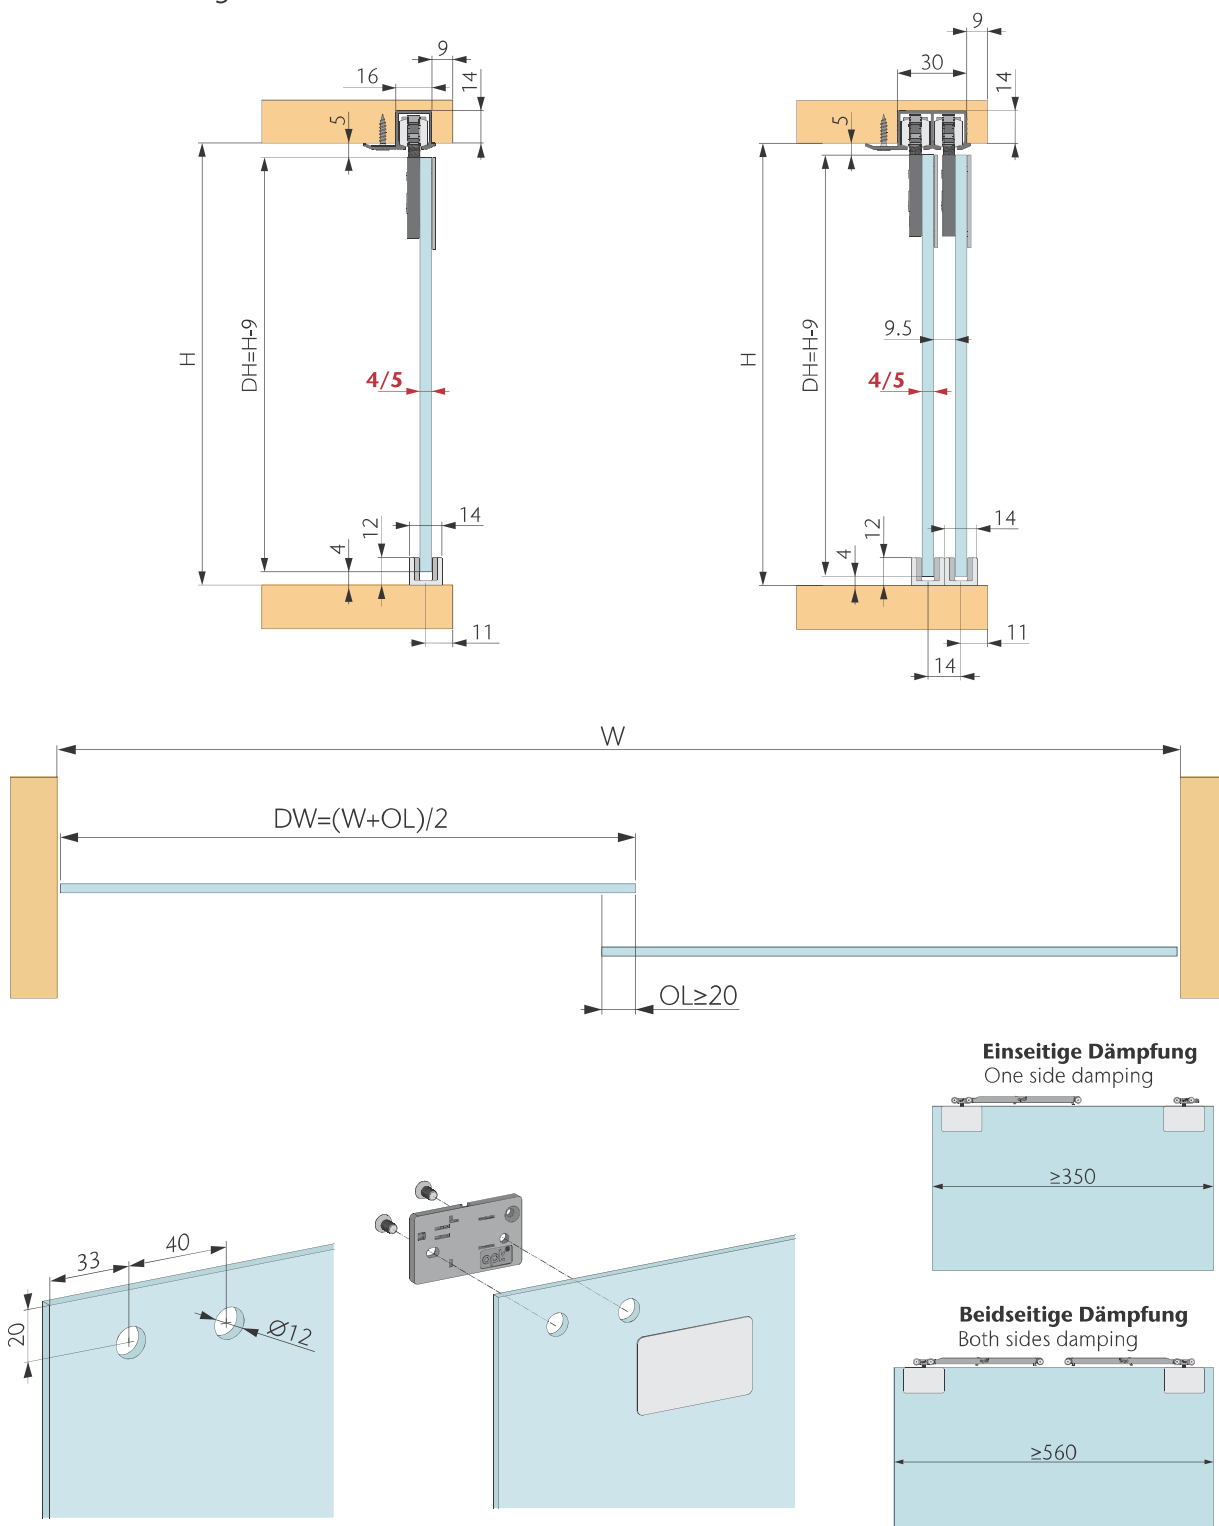 9
16
14
5
H
DH=H-9
4/5
12
14
4
11
9
30
14
5
H
DH=H-9
9.5
4/5
12
14
4
11
14
W
DW=(W+OL)/2
OL≥20
Einseitige Dämpfung
One side damping
≥350
33
40
20
Ø12
Beidseitige Dämpfung
Both sides damping
≥560